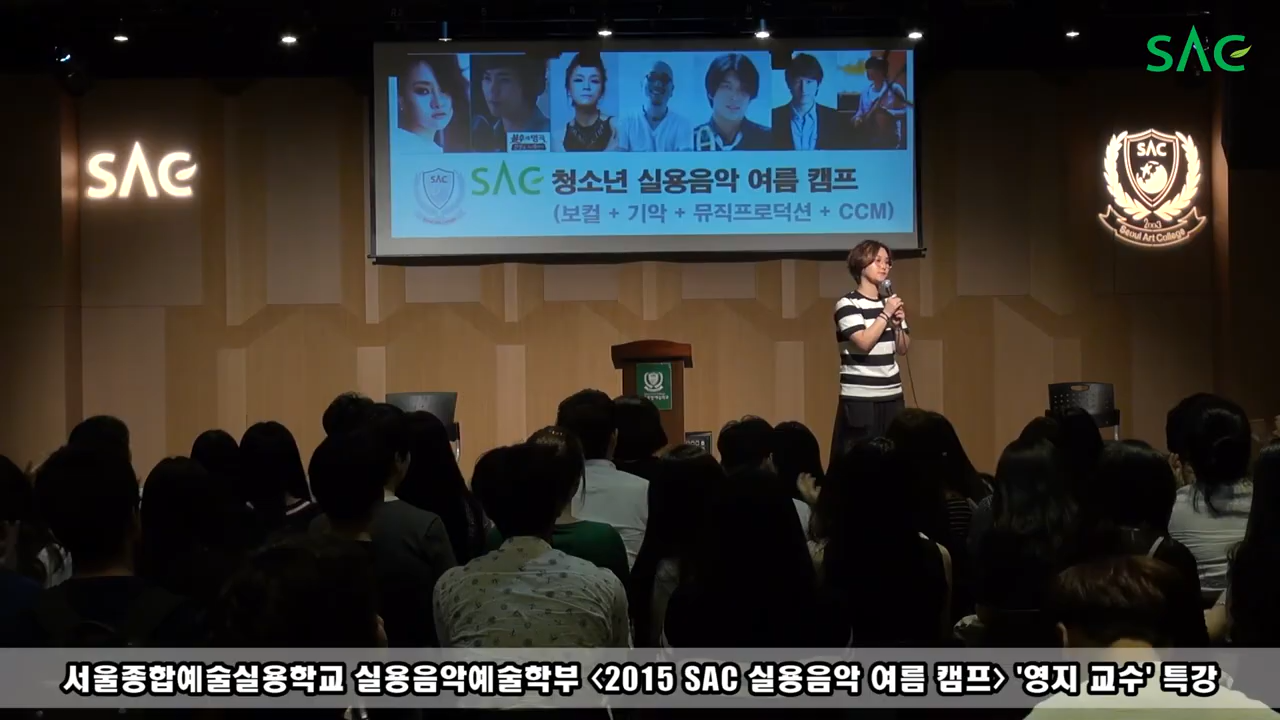 SAC
SAC
SAC
2003
Seoul Art College
SAC
SAC 청소년 실용음악 여름 캠프
(보컬 + 기악 + 뮤직프로덕션 + CCM)
서울종합예술실용학교 실용음악예술학부 <2015 SAC 실용음악 여름 캠프> '영지 교수' 특강